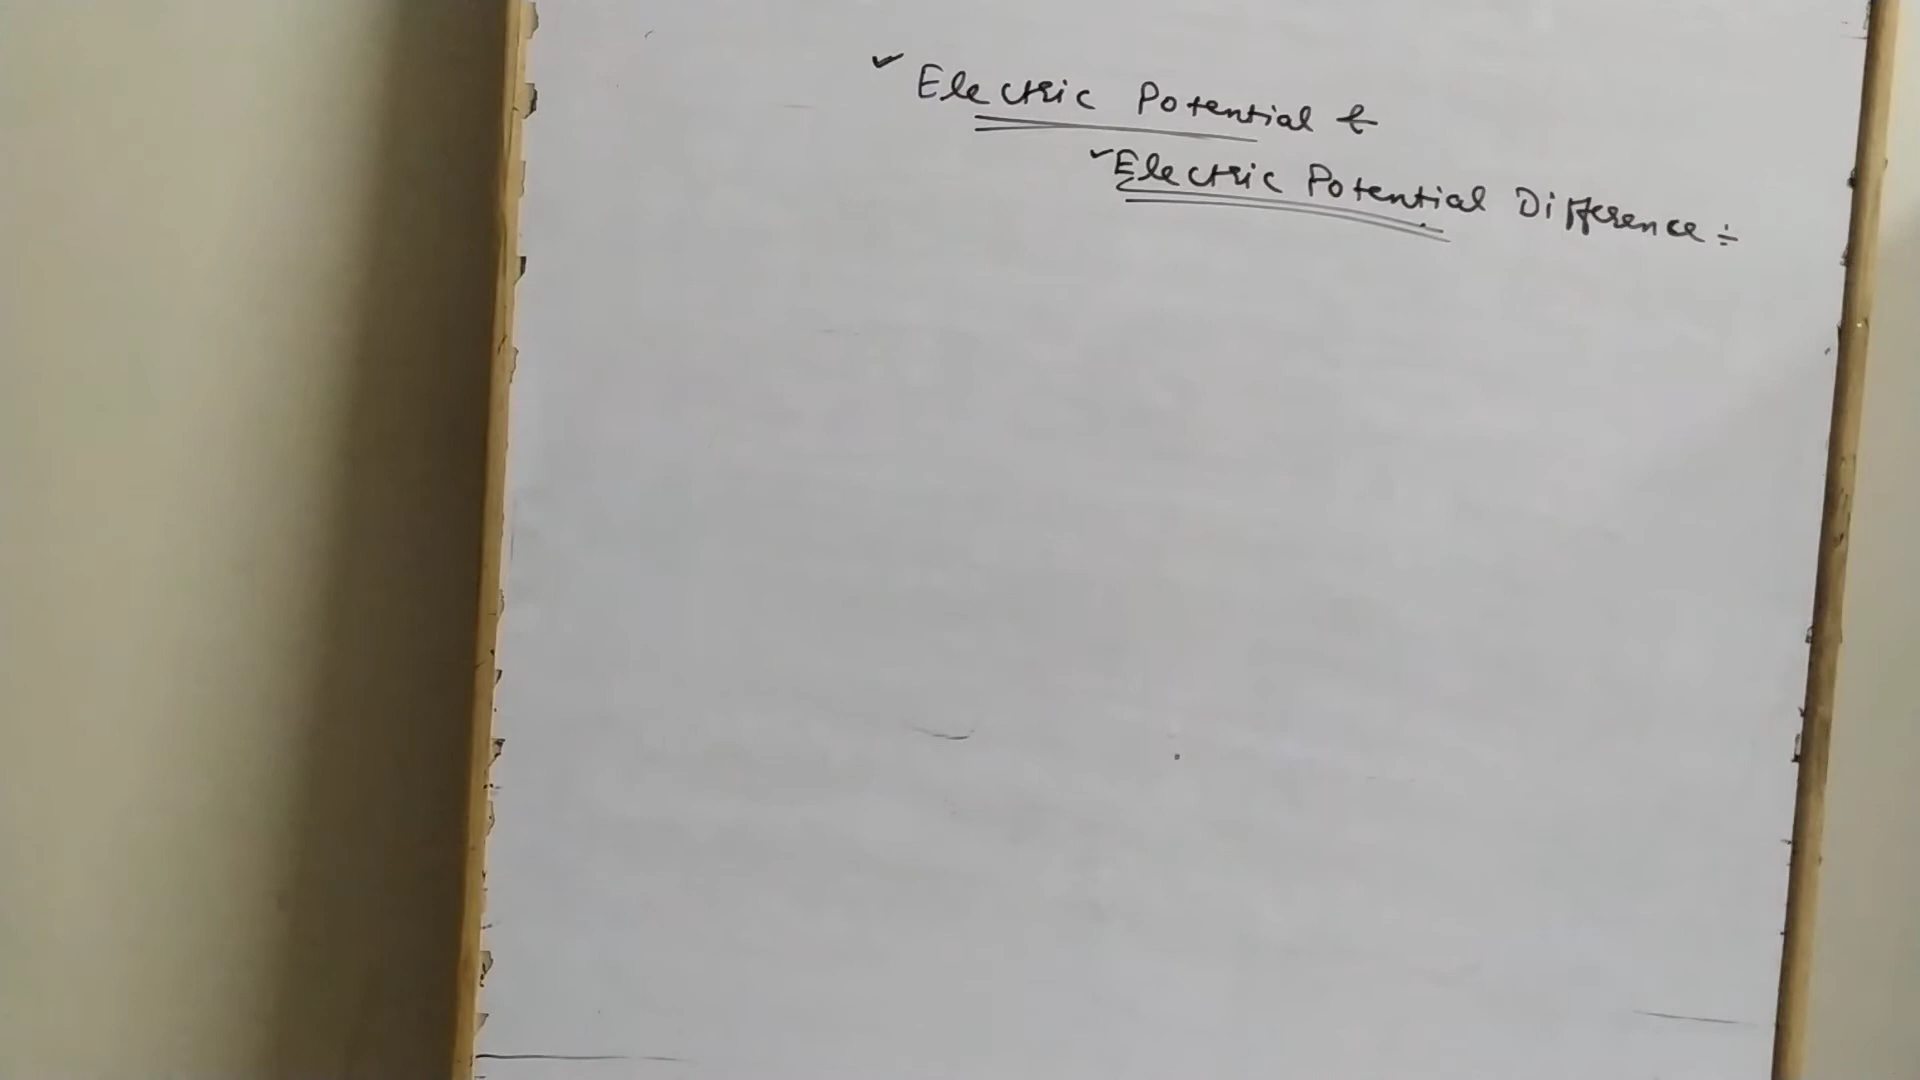 ✓ Electric Potential &
✓ Electric Potential Difference ÷